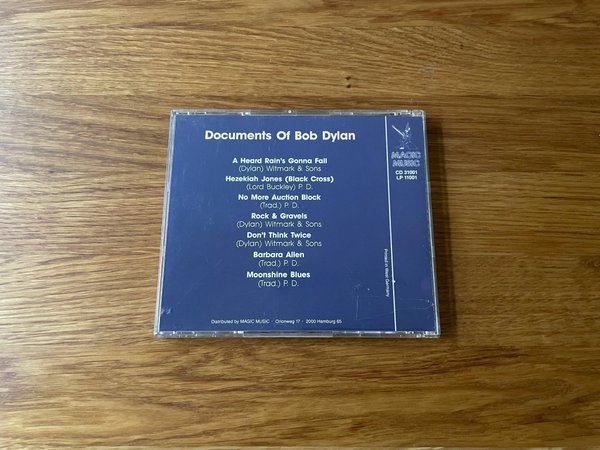 Documents Of Bob Dylan
A Heard Rain's Gonna Fall
(Dylan) Witmark & Sons
Hezekiah Jones (Black Cross)
(Lord Buckley) P. D.
No More Auction Block
(Trad.) P. D.
Rock & Gravels
(Dylan) Witmark & Sons
Don't Think Twice
(Dylan) Witmark & Sons
Barbara Allen
(Trad.) P. D.
Moonshine Blues
(Trad.) P. D.
Distributed by MAGIC MUSIC · Orionweg 17 · 2000 Hamburg 65
MAGIC
MUSIC
CD 31001
LP 11001
Printed in West Germany